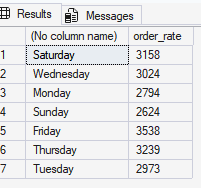 Results Messages
(No column name) order_rate
1 Saturday 3158
2 Wednesday 3024
3 Monday 2794
4 Sunday 2624
5 Friday 3538
6 Thursday 3239
7 Tuesday 2973